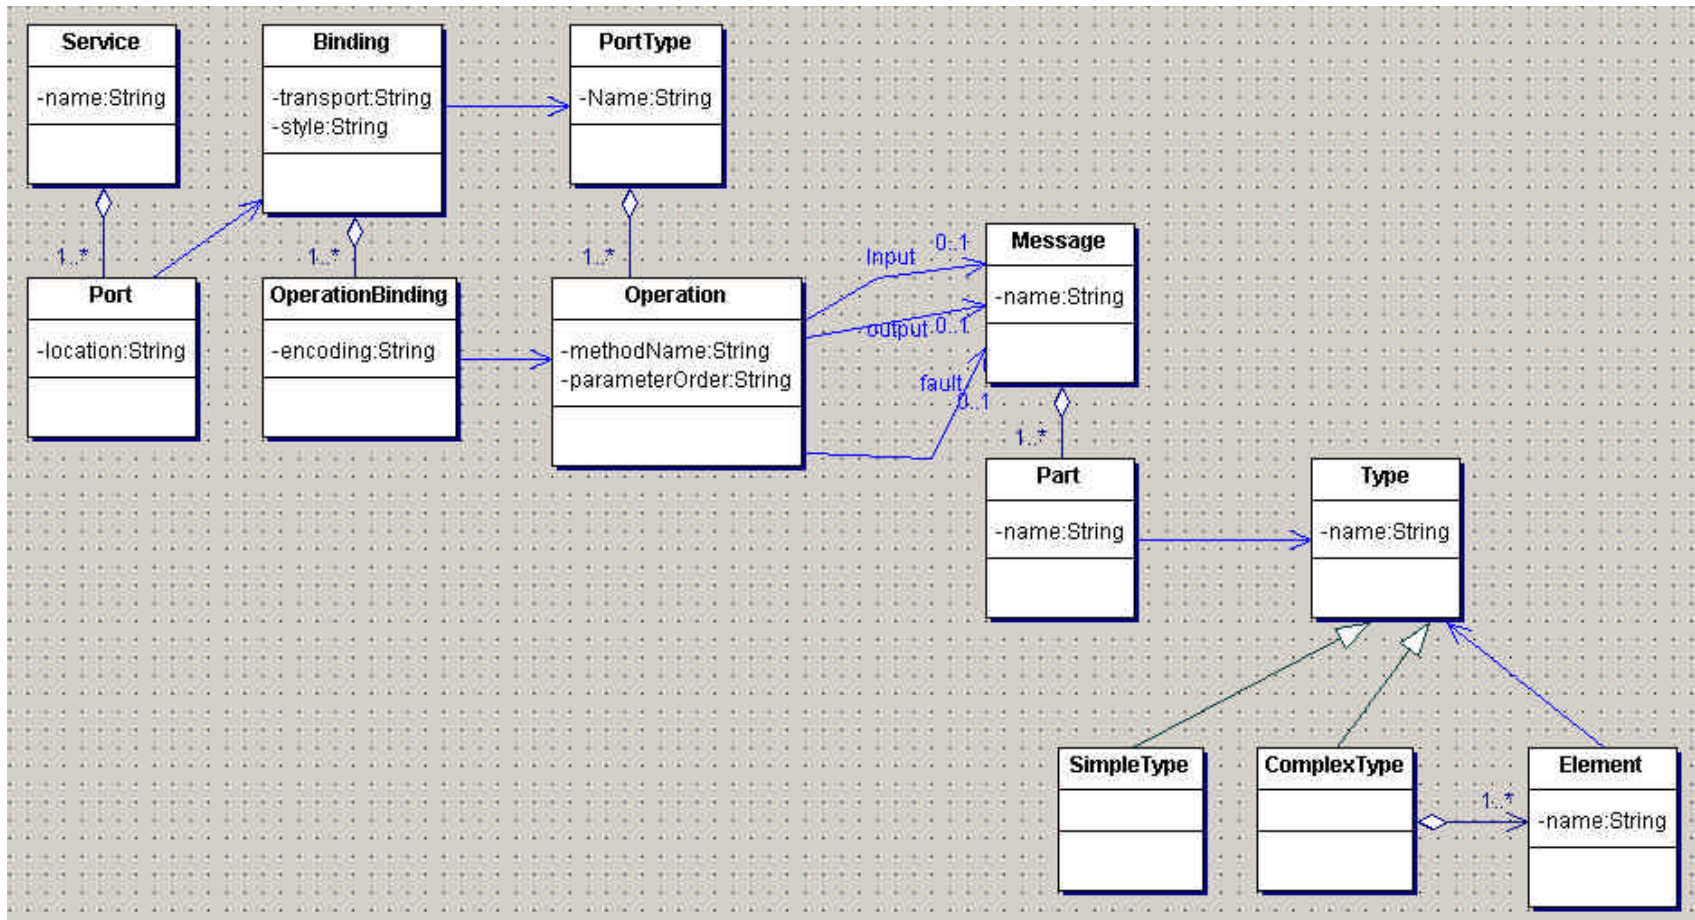 Service
-name:String
Binding
-transport:String
-style:String
PortType
-Name:String
1..*
1..*
1..*
Port
-location:String
OperationBinding
-encoding:String
Operation
-methodName:String
-parameterOrder:String
Input
0..1
output
0..1
fault
0..1
Message
-name:String
1..*
Part
-name:String
Type
-name:String
SimpleType
ComplexType
1..*
Element
-name:String